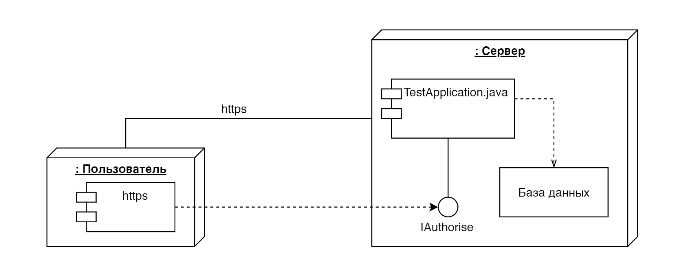 : Сервер
TestApplication.java
https
: Пользователь
https
База данных
IAuthorise